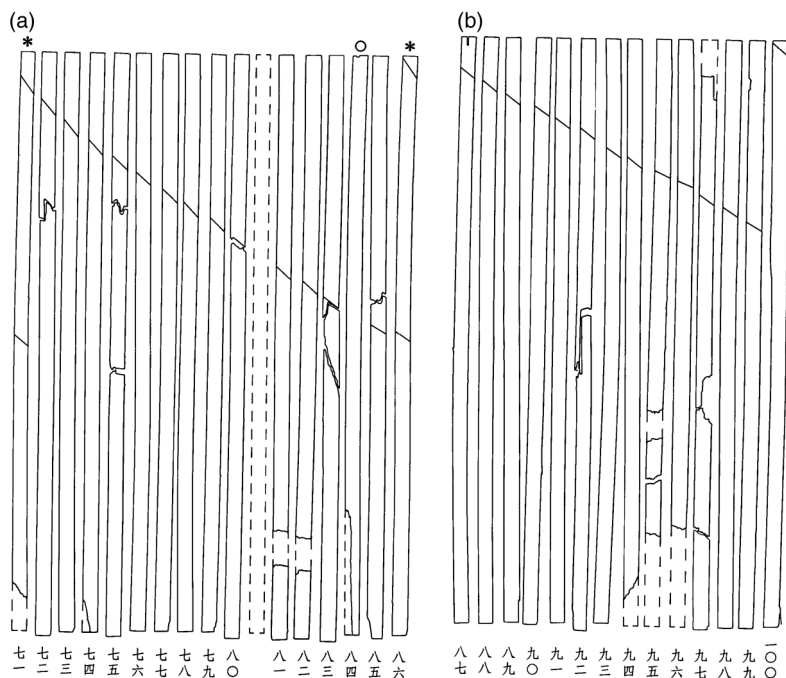 (a)
(b)
* ○ *
七一 七二 七三 七四 七五 七六 七七 七八 七九 八〇 八一 八二 八三 八四 八五 八六
八七 八八 八九 九〇 九一 九二 九三 九四 九五 九六 九七 九八 九九 一〇〇